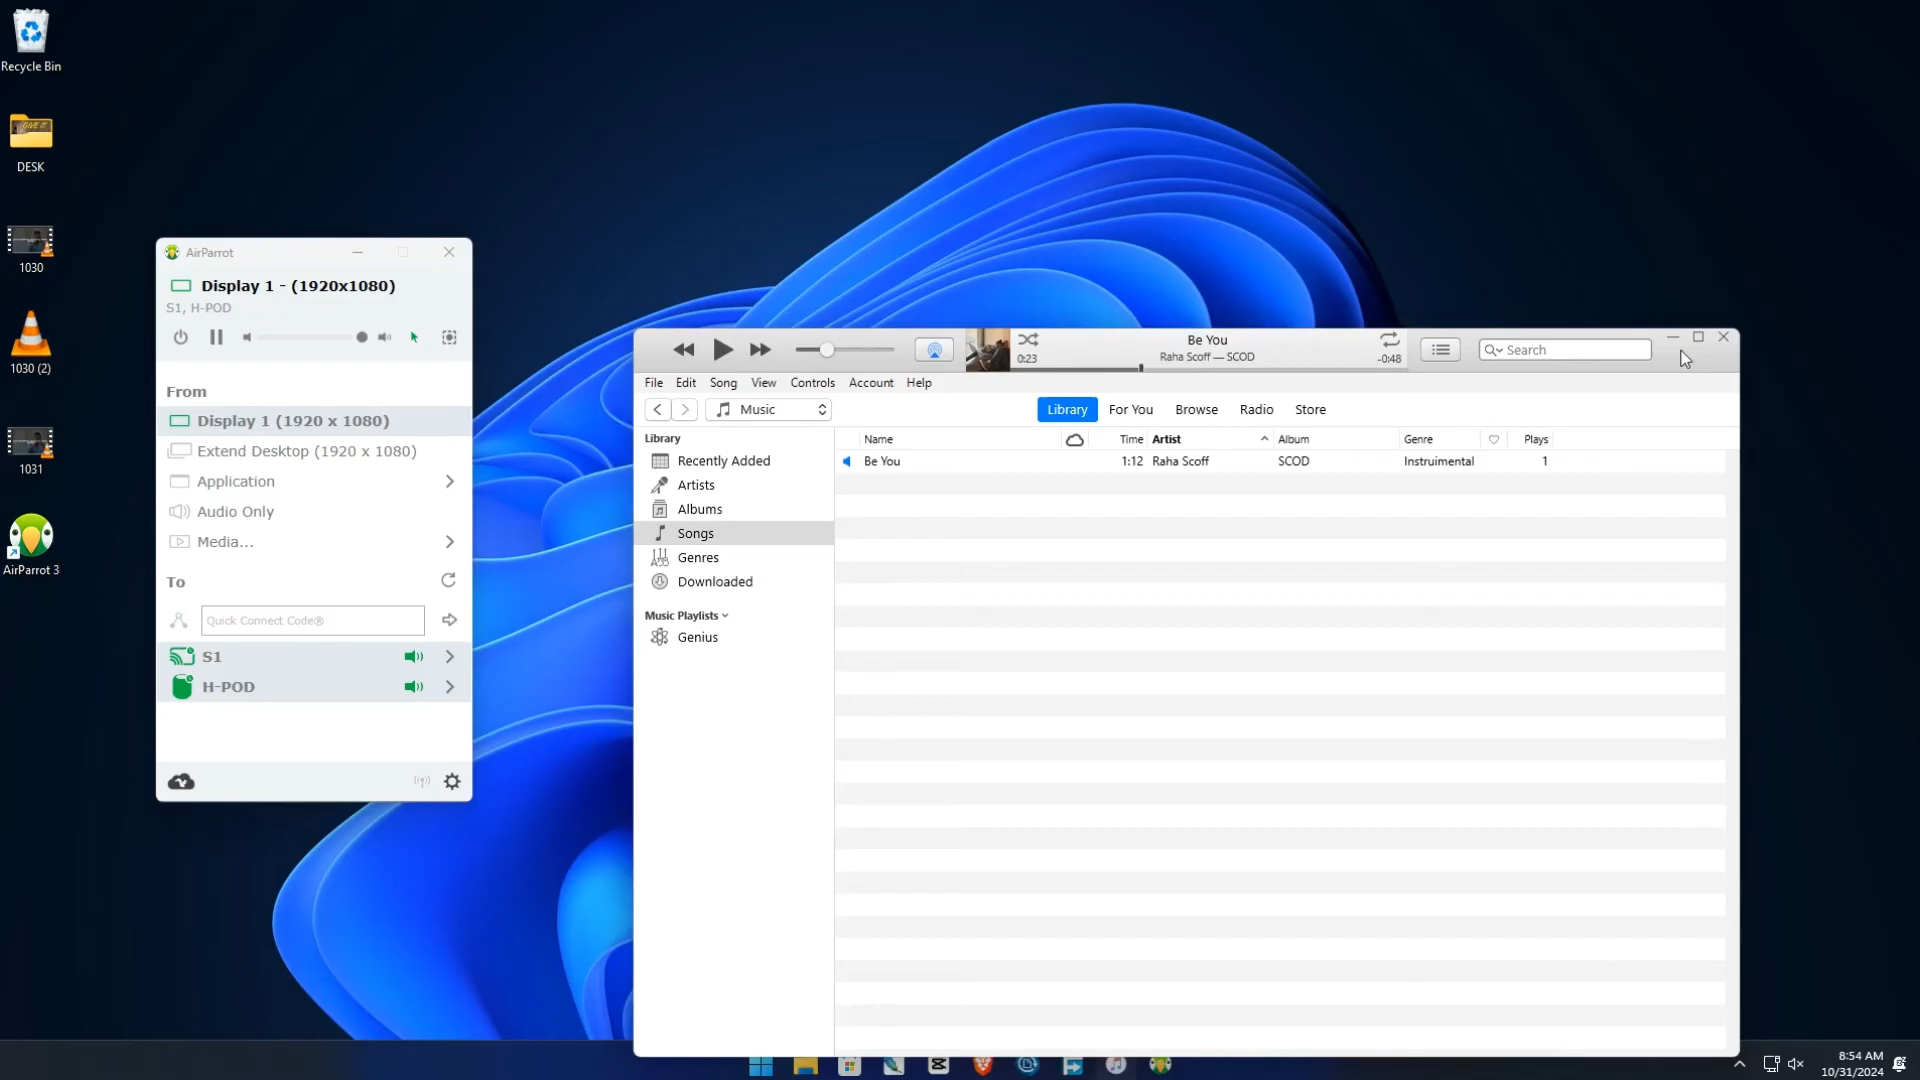 Recycle Bin
GIVE IT
DESK
1030
1030 (2)
1031
AirParrot 3
AirParrot
Display 1 - (1920x1080)
S1, H-POD
From
Display 1 (1920 x 1080)
Extend Desktop (1920 x 1080)
Application
Audio Only
Media...
To
Quick Connect Code®
S1
H-POD
Be You
Raha Scoff — SCOD
0:23
-0:48
Search
File Edit Song View Controls Account Help
Music
Library For You Browse Radio Store
Library
Recently Added
Artists
Albums
Songs
Genres
Downloaded
Music Playlists
Genius
Name Time Artist Album Genre Plays
Be You 1:12 Raha Scoff SCOD Instruimental 1
8:54 AM
10/31/2024